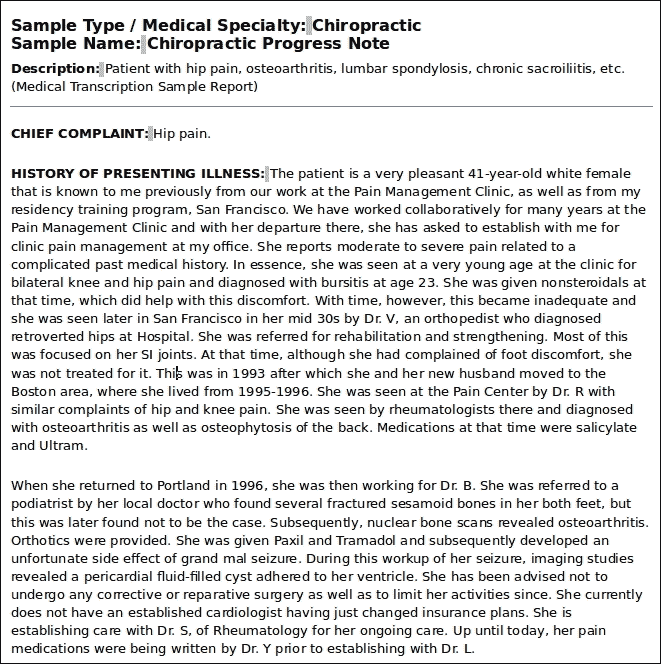 Sample Type / Medical Specialty: Chiropractic
Sample Name: Chiropractic Progress Note
Description: Patient with hip pain, osteoarthritis, lumbar spondylosis, chronic sacroiliitis, etc.
(Medical Transcription Sample Report)
CHIEF COMPLAINT: Hip pain.
HISTORY OF PRESENTING ILLNESS: The patient is a very pleasant 41-year-old white female
that is known to me previously from our work at the Pain Management Clinic, as well as from my
residency training program, San Francisco. We have worked collaboratively for many years at the
Pain Management Clinic and with her departure there, she has asked to establish with me for
clinic pain management at my office. She reports moderate to severe pain related to a
complicated past medical history. In essence, she was seen at a very young age at the clinic for
bilateral knee and hip pain and diagnosed with bursitis at age 23. She was given nonsteroidals at
that time, which did help with this discomfort. With time, however, this became inadequate and
she was seen later in San Francisco in her mid 30s by Dr. V, an orthopedist who diagnosed
retroverted hips at Hospital. She was referred for rehabilitation and strengthening. Most of this
was focused on her SI joints. At that time, although she had complained of foot discomfort, she
was not treated for it. This was in 1993 after which she and her new husband moved to the
Boston area, where she lived from 1995-1996. She was seen at the Pain Center by Dr. R with
similar complaints of hip and knee pain. She was seen by rheumatologists there and diagnosed
with osteoarthritis as well as osteophytosis of the back. Medications at that time were salicylate
and Ultram.
When she returned to Portland in 1996, she was then working for Dr. B. She was referred to a
podiatrist by her local doctor who found several fractured sesamoid bones in her both feet, but
this was later found not to be the case. Subsequently, nuclear bone scans revealed osteoarthritis.
Orthotics were provided. She was given Paxil and Tramadol and subsequently developed an
unfortunate side effect of grand mal seizure. During this workup of her seizure, imaging studies
revealed a pericardial fluid-filled cyst adhered to her ventricle. She has been advised not to
undergo any corrective or reparative surgery as well as to limit her activities since. She currently
does not have an established cardiologist having just changed insurance plans. She is
establishing care with Dr. S, of Rheumatology for her ongoing care. Up until today, her pain
medications were being written by Dr. Y prior to establishing with Dr. L.